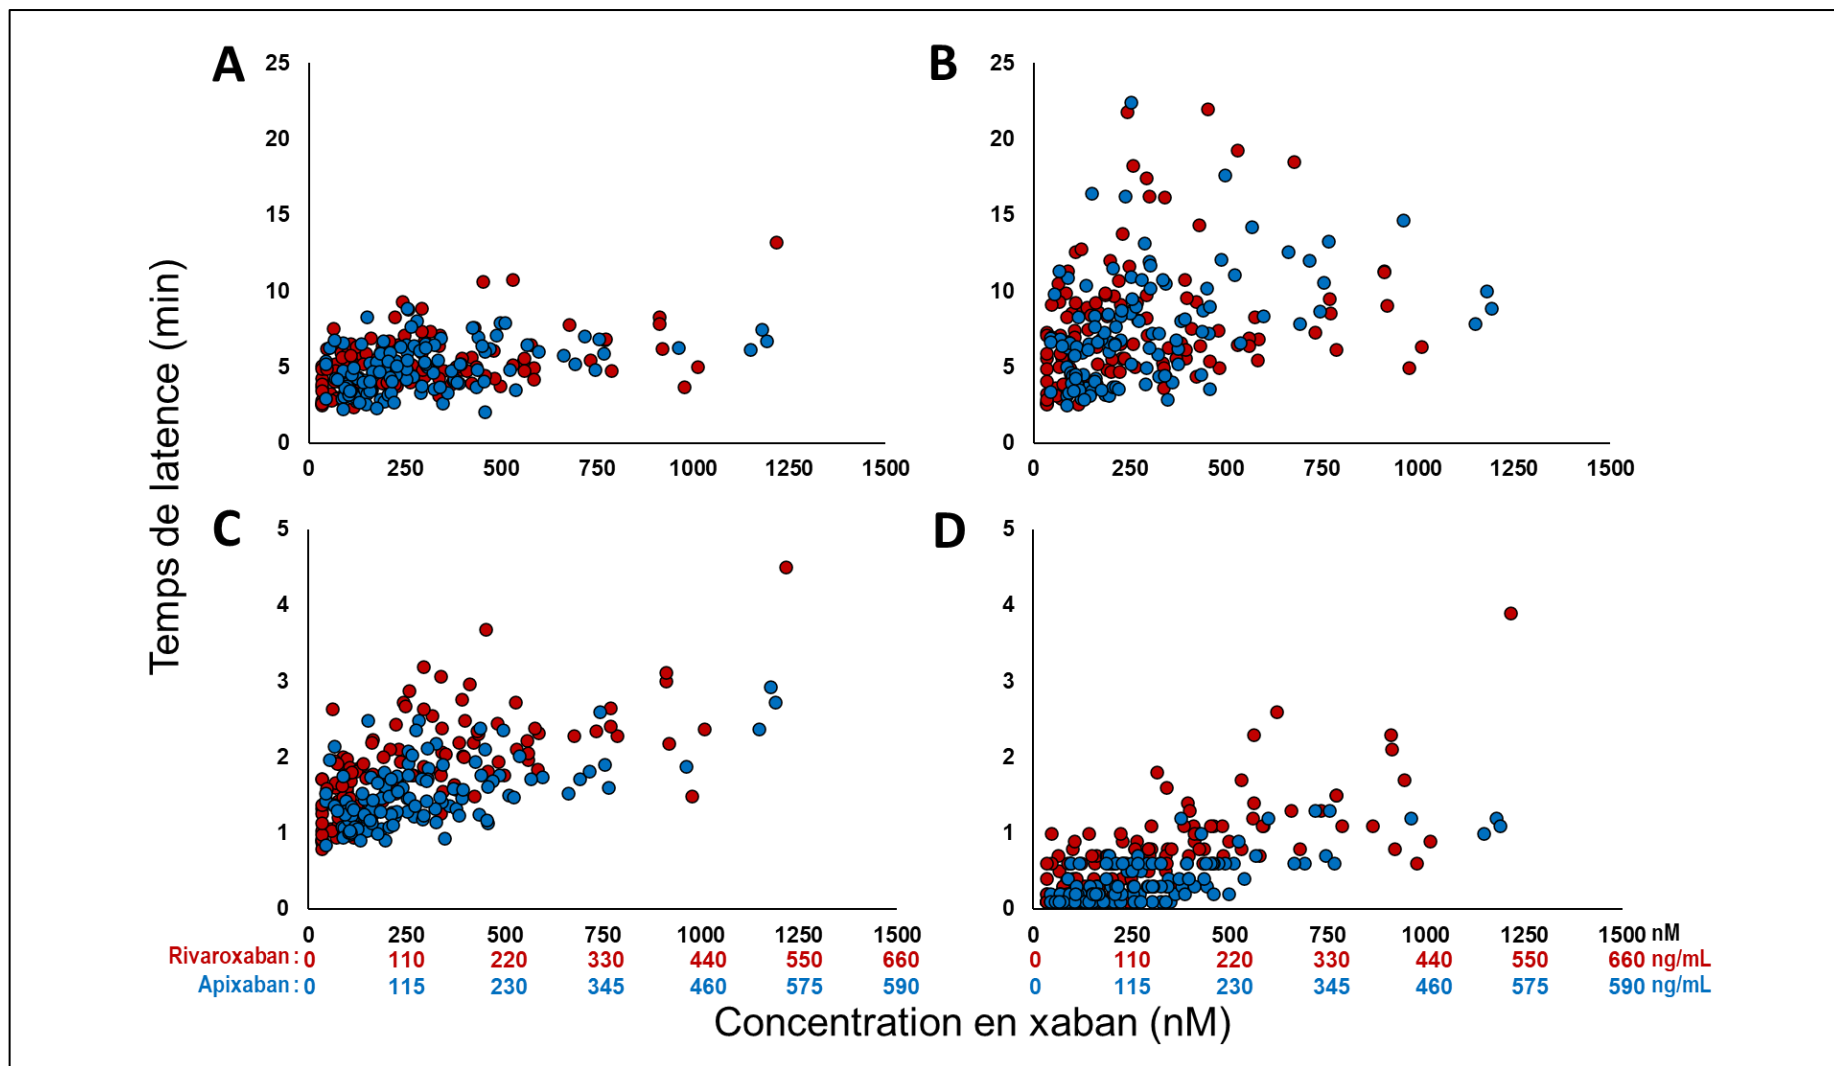 A
B
25
20
15
10
5
0
0 250 500 750 1000 1250 1500
25
20
15
10
5
0
0 250 500 750 1000 1250 1500
Temps de latence (min)
C
D
5
4
3
2
1
0
0 250 500 750 1000 1250 1500
5
4
3
2
1
0
0 250 500 750 1000 1250 1500 nM
Rivaroxaban : 0 110 220 330 440 550 660
0 110 220 330 440 550 660 ng/mL
Apixaban : 0 115 230 345 460 575 590
0 115 230 345 460 575 590 ng/mL
Concentration en xaban (nM)